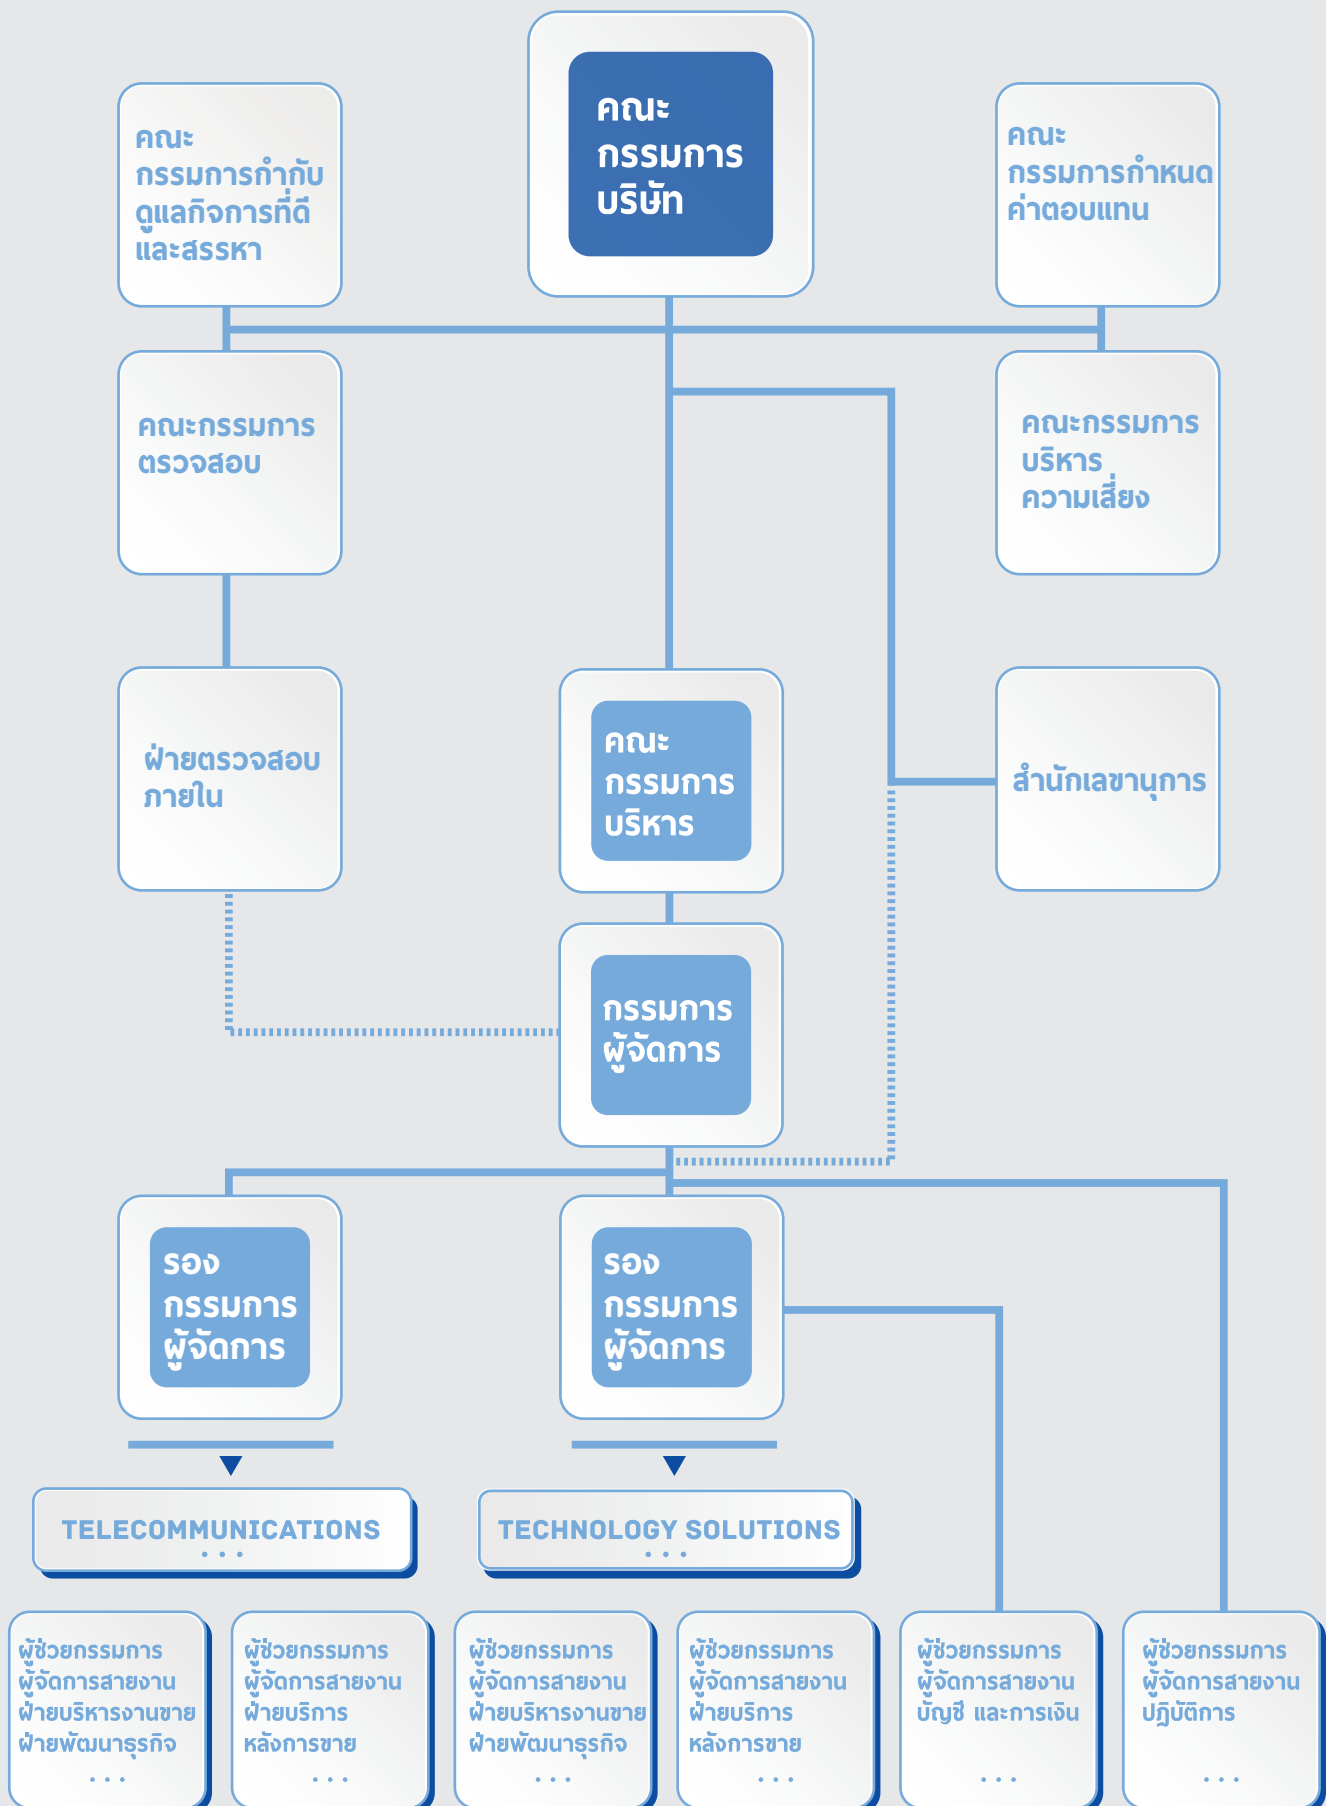 คณะ
กรรมการ
บริษัท
คณะ
กรรมการกำกับ
ดูแลกิจการที่ดี
และสรรหา
คณะ
กรรมการกำหนด
ค่าตอบแทน
คณะกรรมการ
ตรวจสอบ
คณะกรรมการ
บริหาร
ความเสี่ยง
ฝ่ายตรวจสอบ
ภายใน
คณะ
กรรมการ
บริหาร
สำนักเลขานุการ
กรรมการ
ผู้จัดการ
รอง
กรรมการ
ผู้จัดการ
รอง
กรรมการ
ผู้จัดการ
TELECOMMUNICATIONS
...
TECHNOLOGY SOLUTIONS
...
ผู้ช่วยกรรมการ
ผู้จัดการสายงาน
ฝ่ายบริหารงานขาย
ฝ่ายพัฒนาธุรกิจ
...
ผู้ช่วยกรรมการ
ผู้จัดการสายงาน
ฝ่ายบริการ
หลังการขาย
...
ผู้ช่วยกรรมการ
ผู้จัดการสายงาน
ฝ่ายบริหารงานขาย
ฝ่ายพัฒนาธุรกิจ
...
ผู้ช่วยกรรมการ
ผู้จัดการสายงาน
ฝ่ายบริการ
หลังการขาย
...
ผู้ช่วยกรรมการ
ผู้จัดการสายงาน
บัญชี และการเงิน
...
ผู้ช่วยกรรมการ
ผู้จัดการสายงาน
ปฏิบัติการ
...